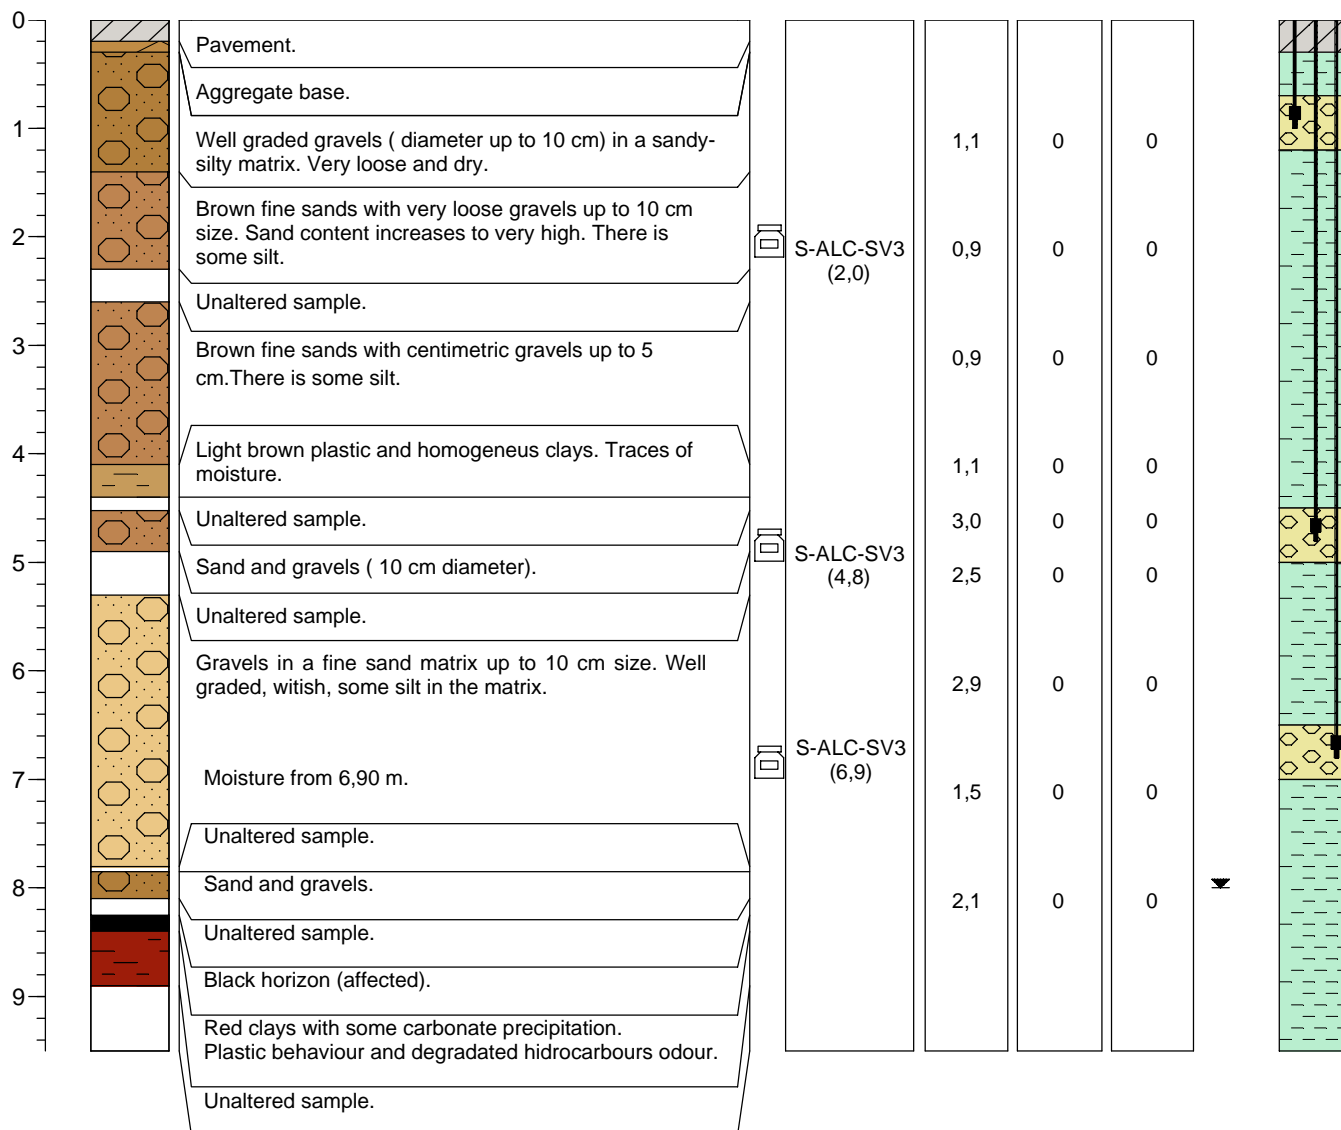 0
Pavement.
Aggregate base.
1
Well graded gravels ( diameter up to 10 cm) in a sandy-
silty matrix. Very loose and dry.
1,1 0 0
Brown fine sands with very loose gravels up to 10 cm
size. Sand content increases to very high. There is
some silt.
2
S-ALC-SV3
(2,0)
0,9 0 0
Unaltered sample.
3
Brown fine sands with centimetric gravels up to 5
cm.There is some silt.
0,9 0 0
4
Light brown plastic and homogeneus clays. Traces of
moisture.
1,1 0 0
Unaltered sample.
3,0 0 0
5
Sand and gravels ( 10 cm diameter).
S-ALC-SV3
(4,8)
2,5 0 0
Unaltered sample.
6
Gravels in a fine sand matrix up to 10 cm size. Well
graded, witish, some silt in the matrix.
2,9 0 0
7
Moisture from 6,90 m.
S-ALC-SV3
(6,9)
1,5 0 0
Unaltered sample.
8
Sand and gravels.
2,1 0 0
Unaltered sample.
Black horizon (affected).
9
Red clays with some carbonate precipitation.
Plastic behaviour and degradated hidrocarbours odour.
Unaltered sample.